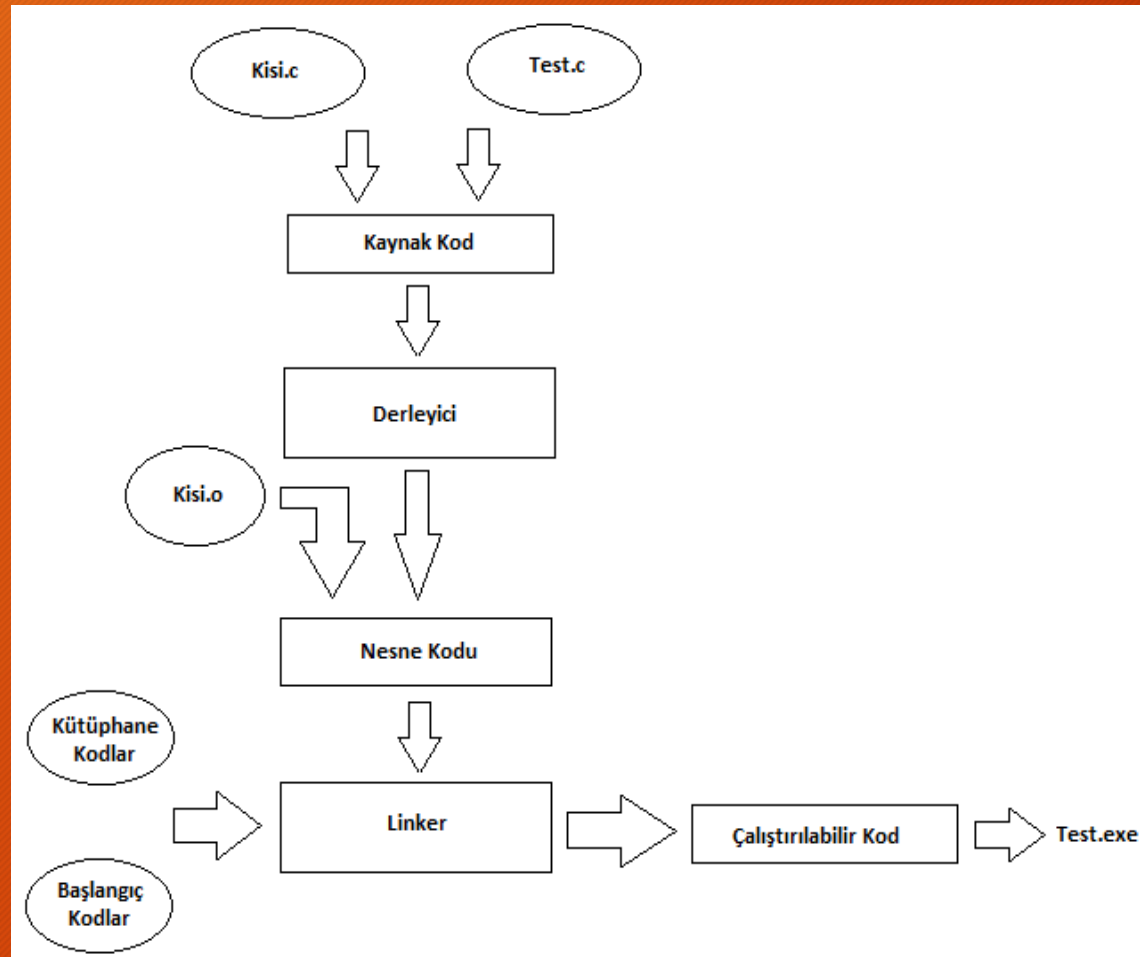 Kisi.c
Test.c
Kaynak Kod
Derleyici
Kisi.o
Nesne Kodu
Kütüphane
Kodlar
Linker
Çalıştırılabilir Kod
Test.exe
Başlangıç
Kodlar